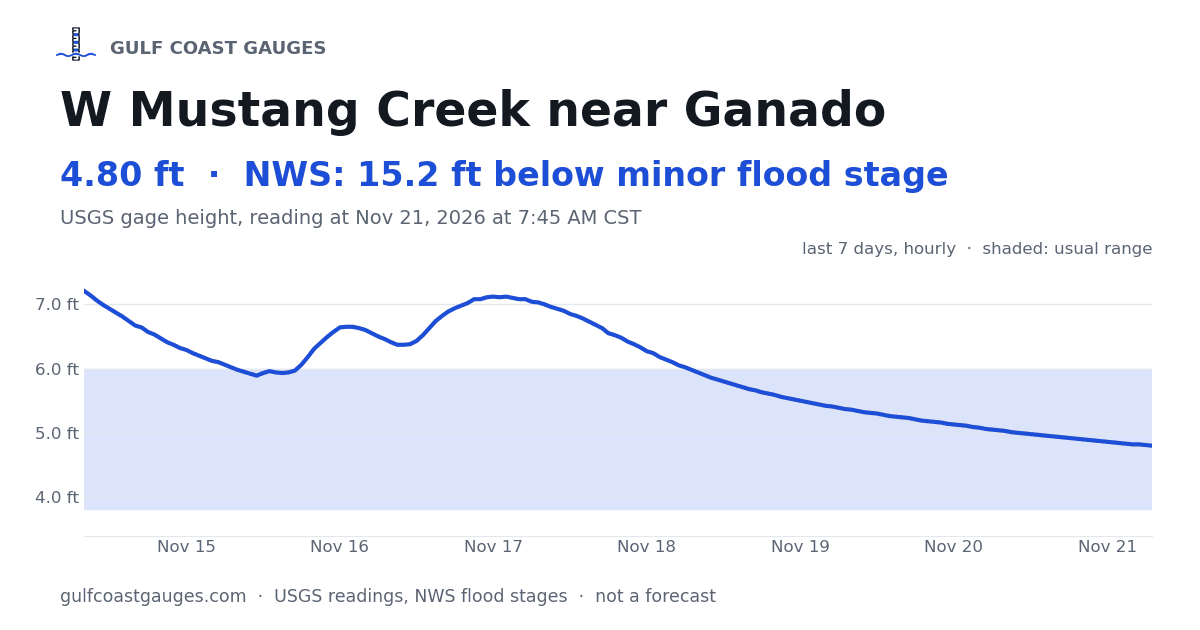 GULF COAST GAUGES
W Mustang Creek near Ganado
4.80 ft · NWS: 15.2 ft below minor flood stage
USGS gage height, reading at Nov 21, 2026 at 7:45 AM CST
last 7 days, hourly · shaded: usual range
7.0 ft
6.0 ft
5.0 ft
4.0 ft
Nov 15 Nov 16 Nov 17 Nov 18 Nov 19 Nov 20 Nov 21
gulfcoastgauges.com · USGS readings, NWS flood stages · not a forecast